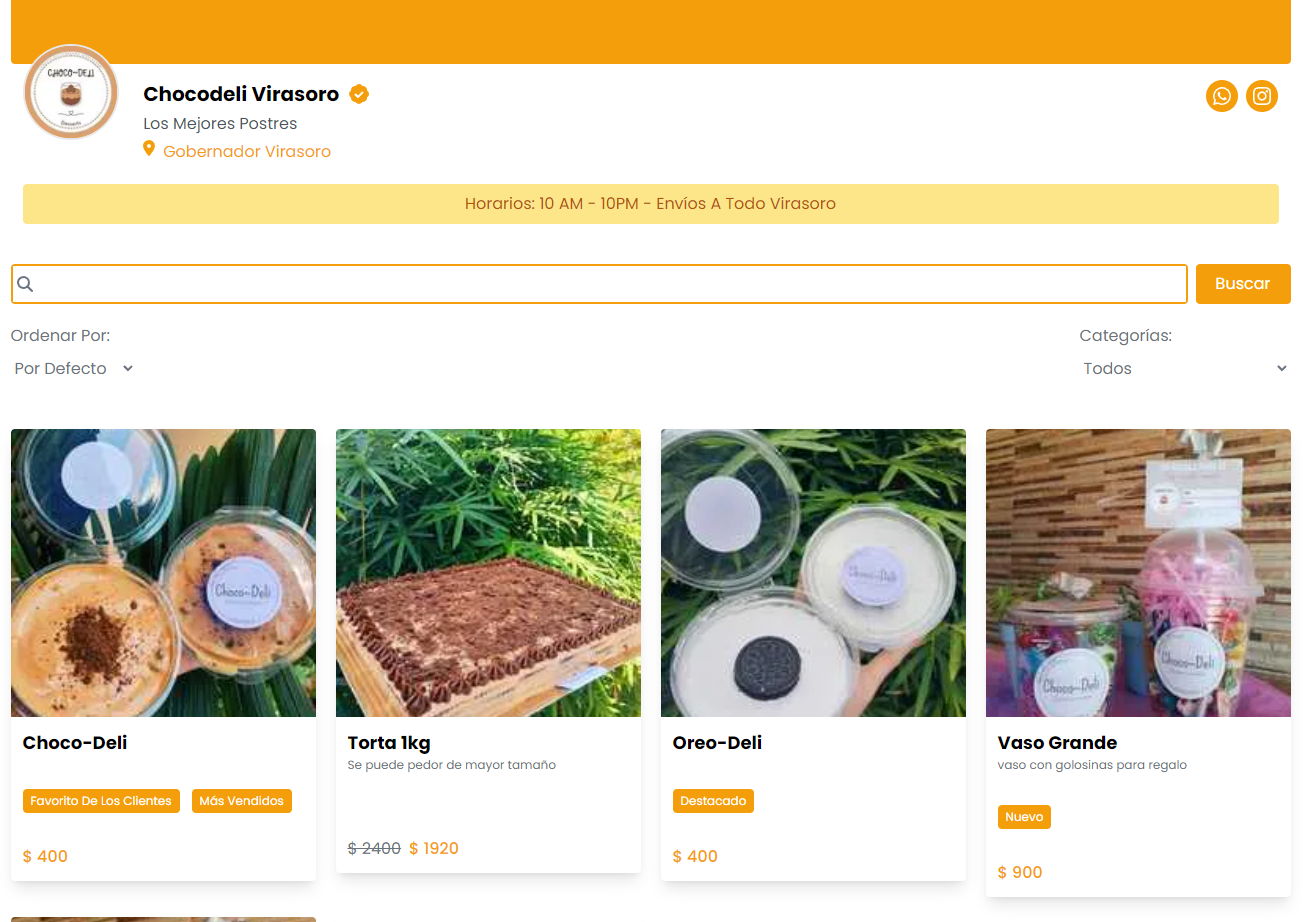 CHOCO-DELI
Chocodeli Virasoro
Los Mejores Postres
Gobernador Virasoro
Horarios: 10 AM - 10PM - Envíos A Todo Virasoro
Buscar
Ordenar Por:
Categorías:
Por Defecto
Todos
Choco-Deli
Choco-Deli
Choco-Deli
Choco-Deli
Choco-Deli
Choco-Deli
Favorito De Los Clientes
Más Vendidos
$ 400
Torta 1kg
Se puede pedor de mayor tamaño
$ 2400 $ 1920
Oreo-Deli
Destacado
$ 400
Vaso Grande
vaso con golosinas para regalo
Nuevo
$ 900